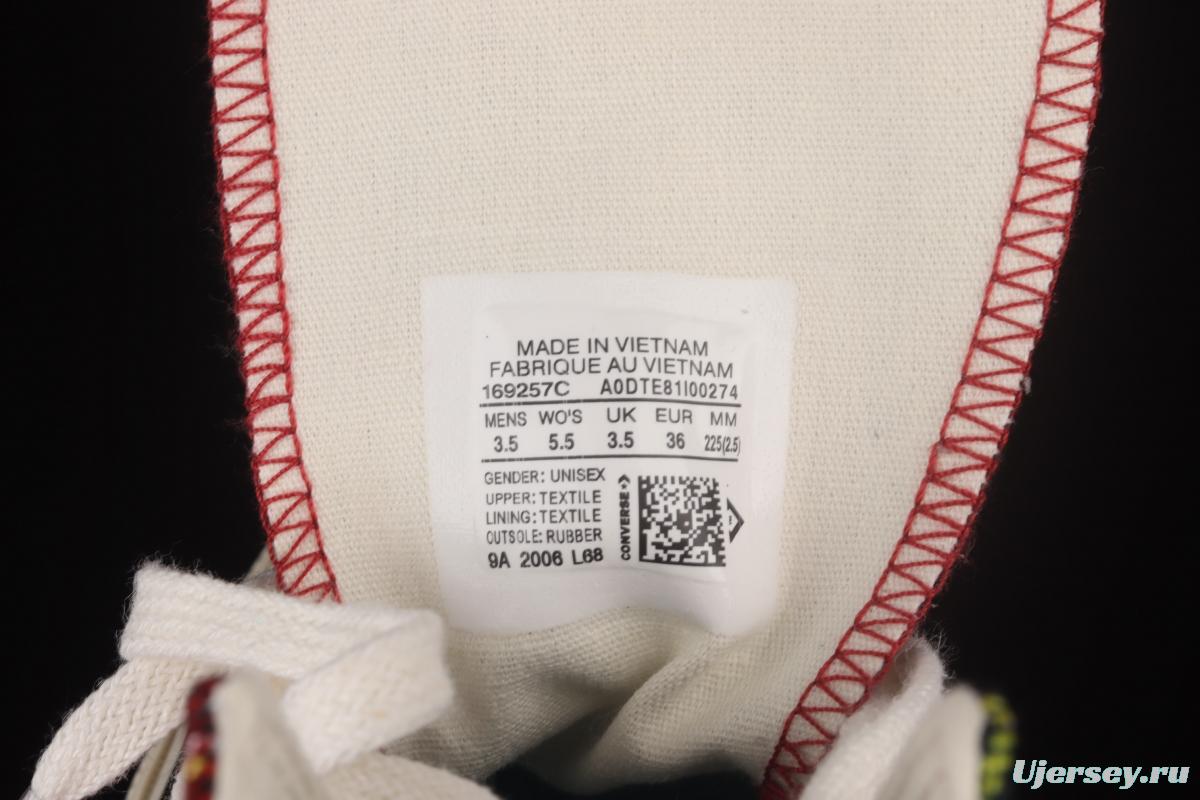 MADE IN VIETNAM
FABRIQUE AU VIETNAM
169257C A0DTE81I00274
MENS WO'S UK EUR MM
3.5 5.5 3.5 36 225(2.5)
GENDER: UNISEX
UPPER: TEXTILE
LINING: TEXTILE
OUTSOLE: RUBBER
9A 2006 L68
CONVERSE
Ujersey.ru